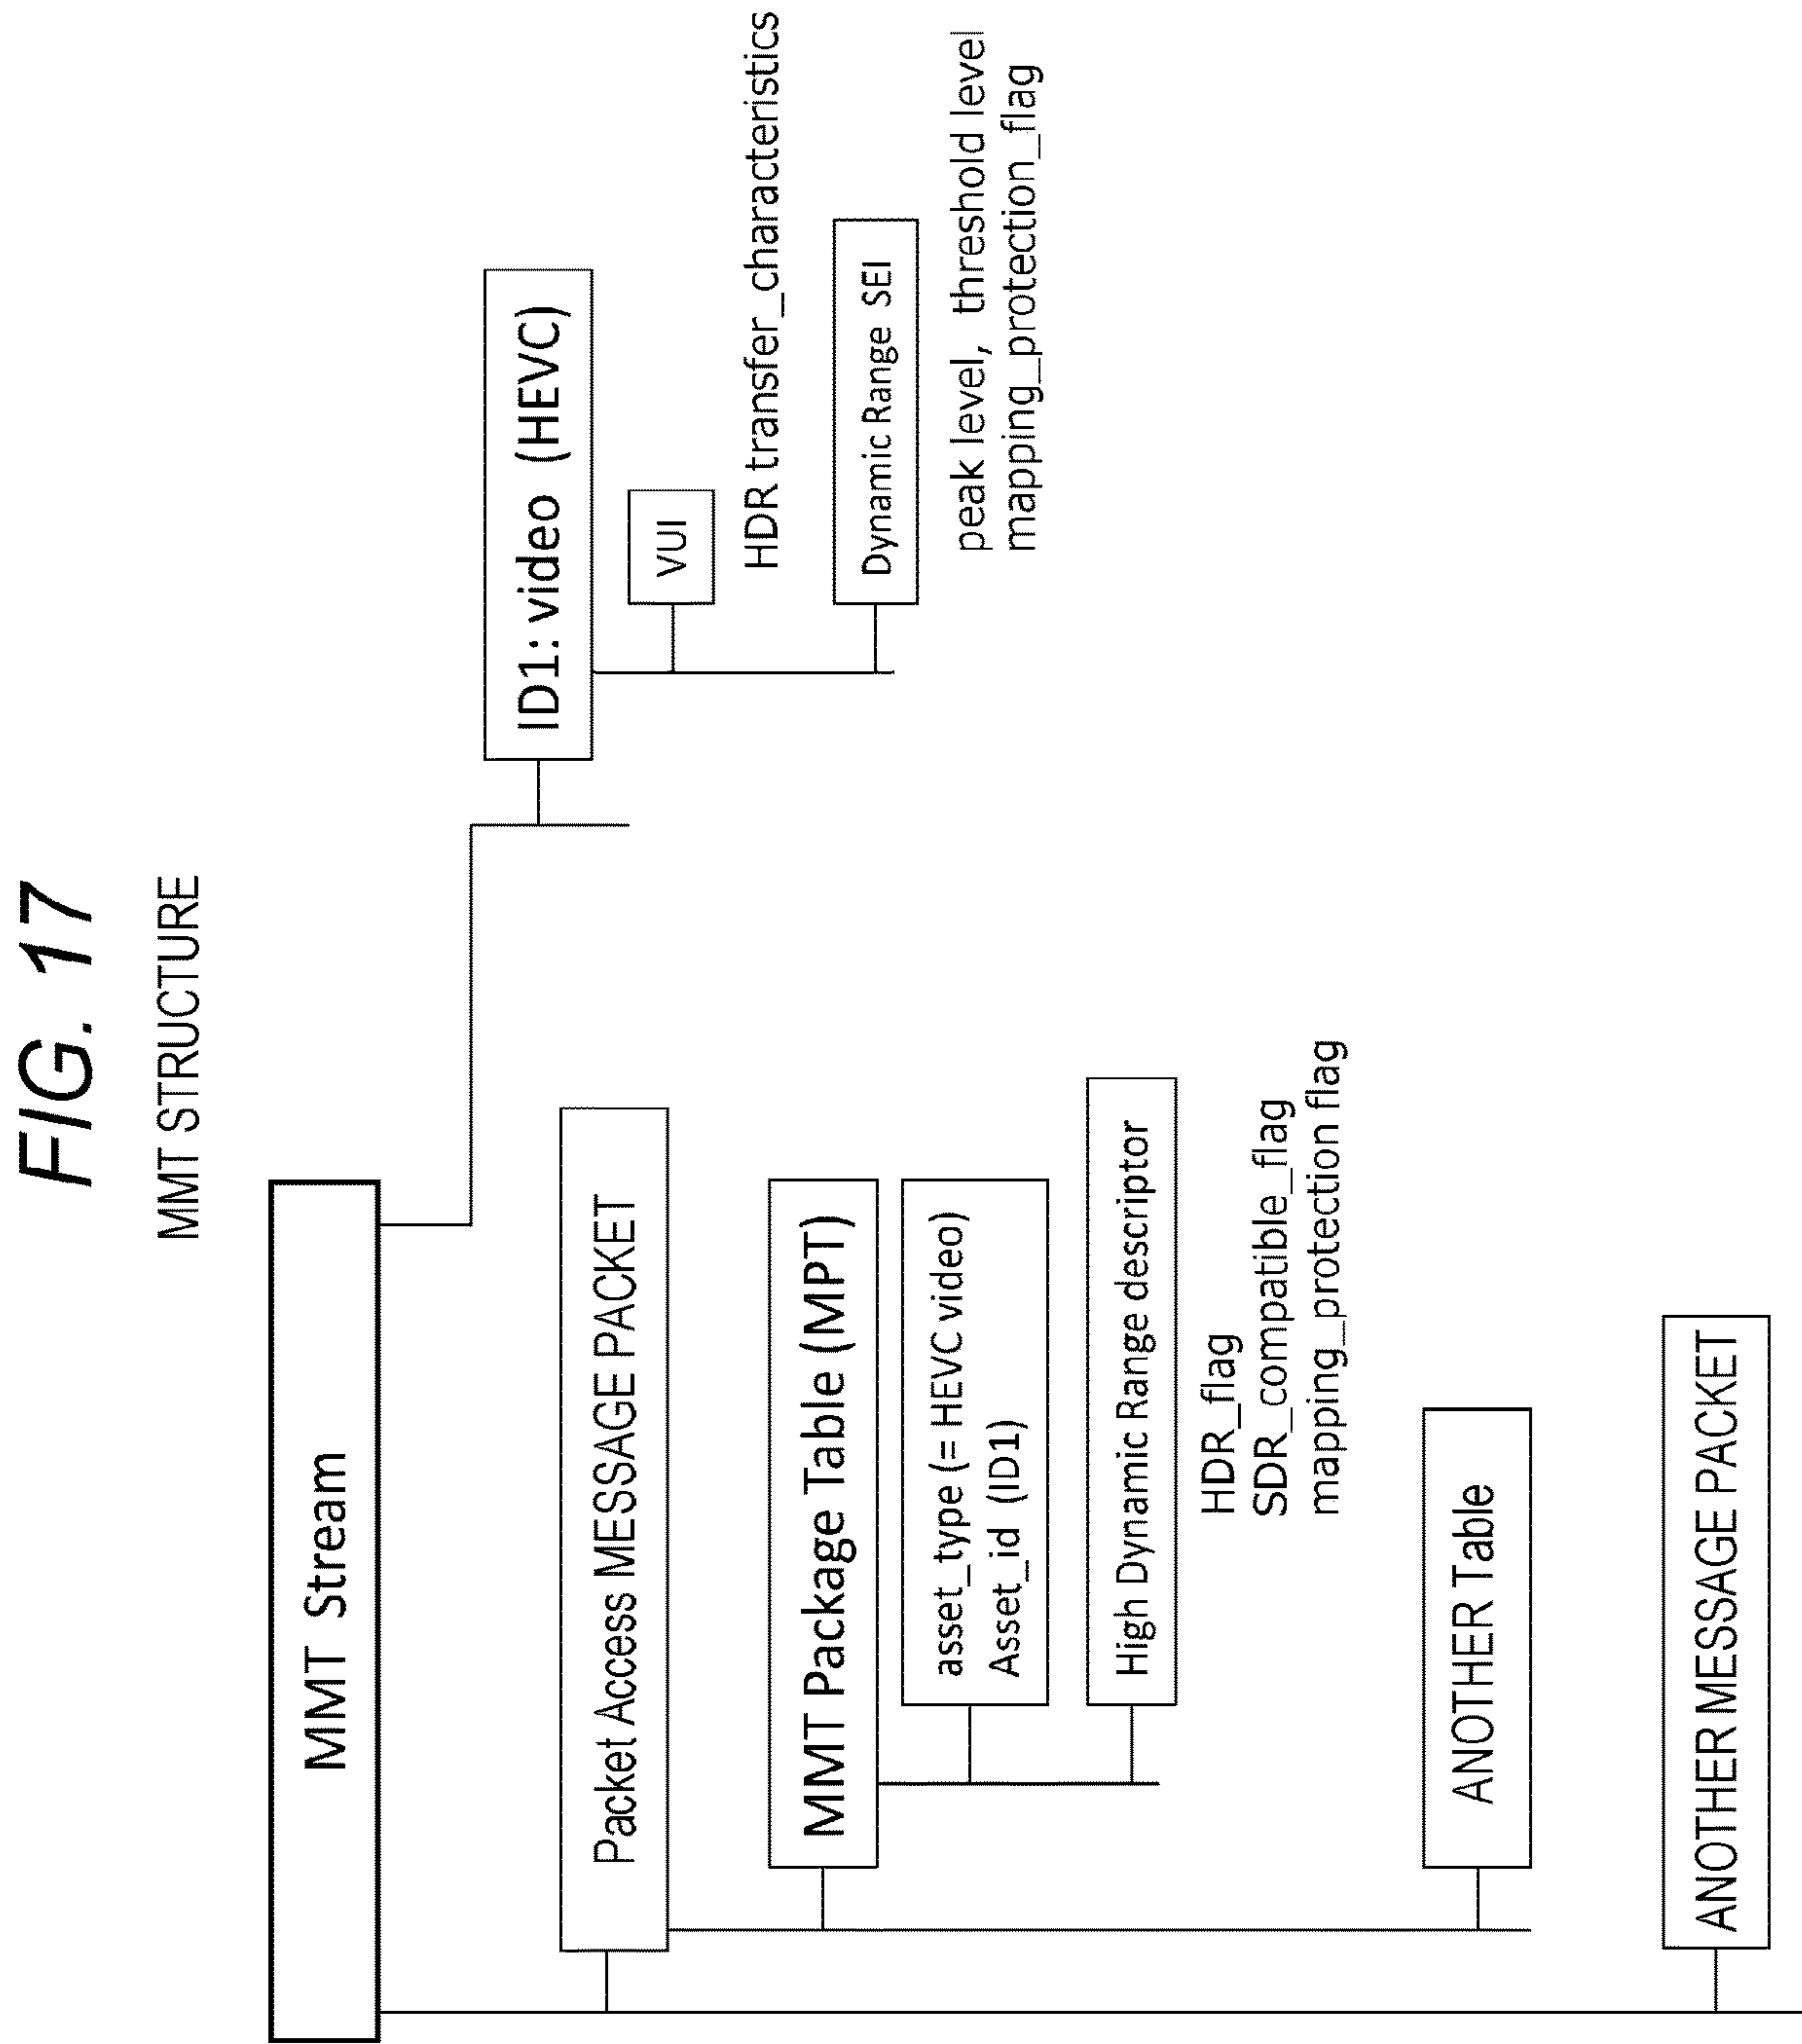 FIG. 17
MMT STRUCTURE
MMT Stream
Packet Access MESSAGE PACKET
MMT Package Table (MPT)
asset_type (= HEVC video)
Asset_id (ID1)
High Dynamic Range descriptor
HDR_flag
SDR_compatible_flag
mapping_protection flag
ANOTHER Table
ANOTHER MESSAGE PACKET
ID1: video (HEVC)
VUI
HDR transfer_characteristics
Dynamic Range SEI
peak level, threshold level
mapping_protection_flag